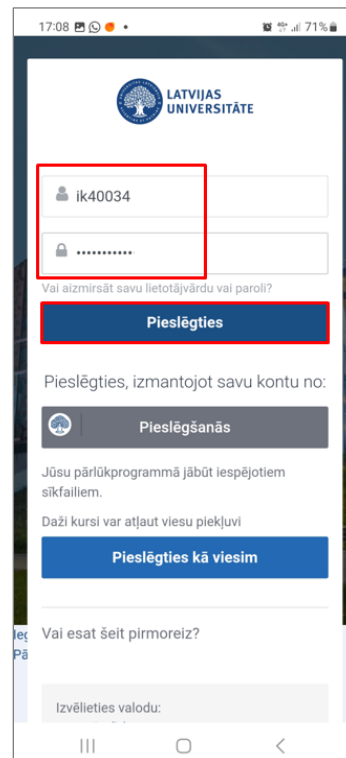 17:08
71%
LATVIJAS
UNIVERSITĀTE
ik40034
•••••••••••
Vai aizmirsāt savu lietotājvārdu vai paroli?
Pieslēgties
Pieslēgties, izmantojot savu kontu no:
Pieslēgšanās
Jūsu pārlūkprogrammā jābūt iespējotiem
sīkfailiem.
Daži kursi var atļaut viesu piekļuvi
Pieslēgties kā viesim
Vai esat šeit pirmoreiz?
Pā
Izvēlieties valodu: